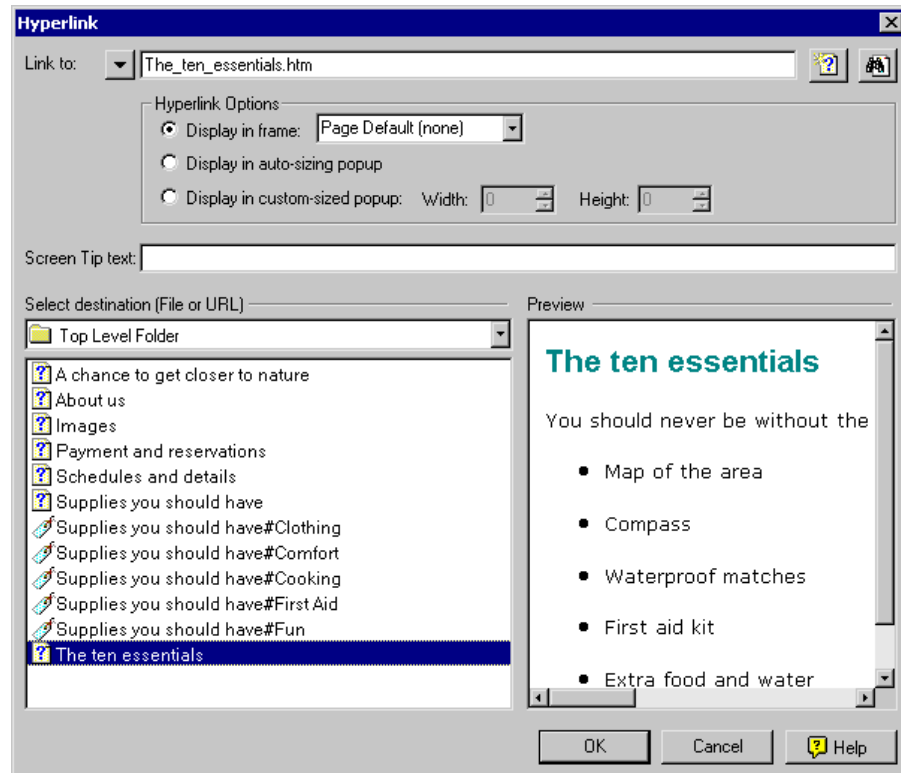 Hyperlink
Link to: The_ten_essentials.htm
Hyperlink Options
Display in frame: Page Default (none)
Display in auto-sizing popup
Display in custom-sized popup: Width: 0 Height: 0
Screen Tip text:
Select destination (File or URL)
Top Level Folder
A chance to get closer to nature
About us
Images
Payment and reservations
Schedules and details
Supplies you should have
Supplies you should have#Clothing
Supplies you should have#Comfort
Supplies you should have#Cooking
Supplies you should have#First Aid
Supplies you should have#Fun
The ten essentials
Preview
The ten essentials
You should never be without the
• Map of the area
• Compass
• Waterproof matches
• First aid kit
• Extra food and water
OK Cancel Help